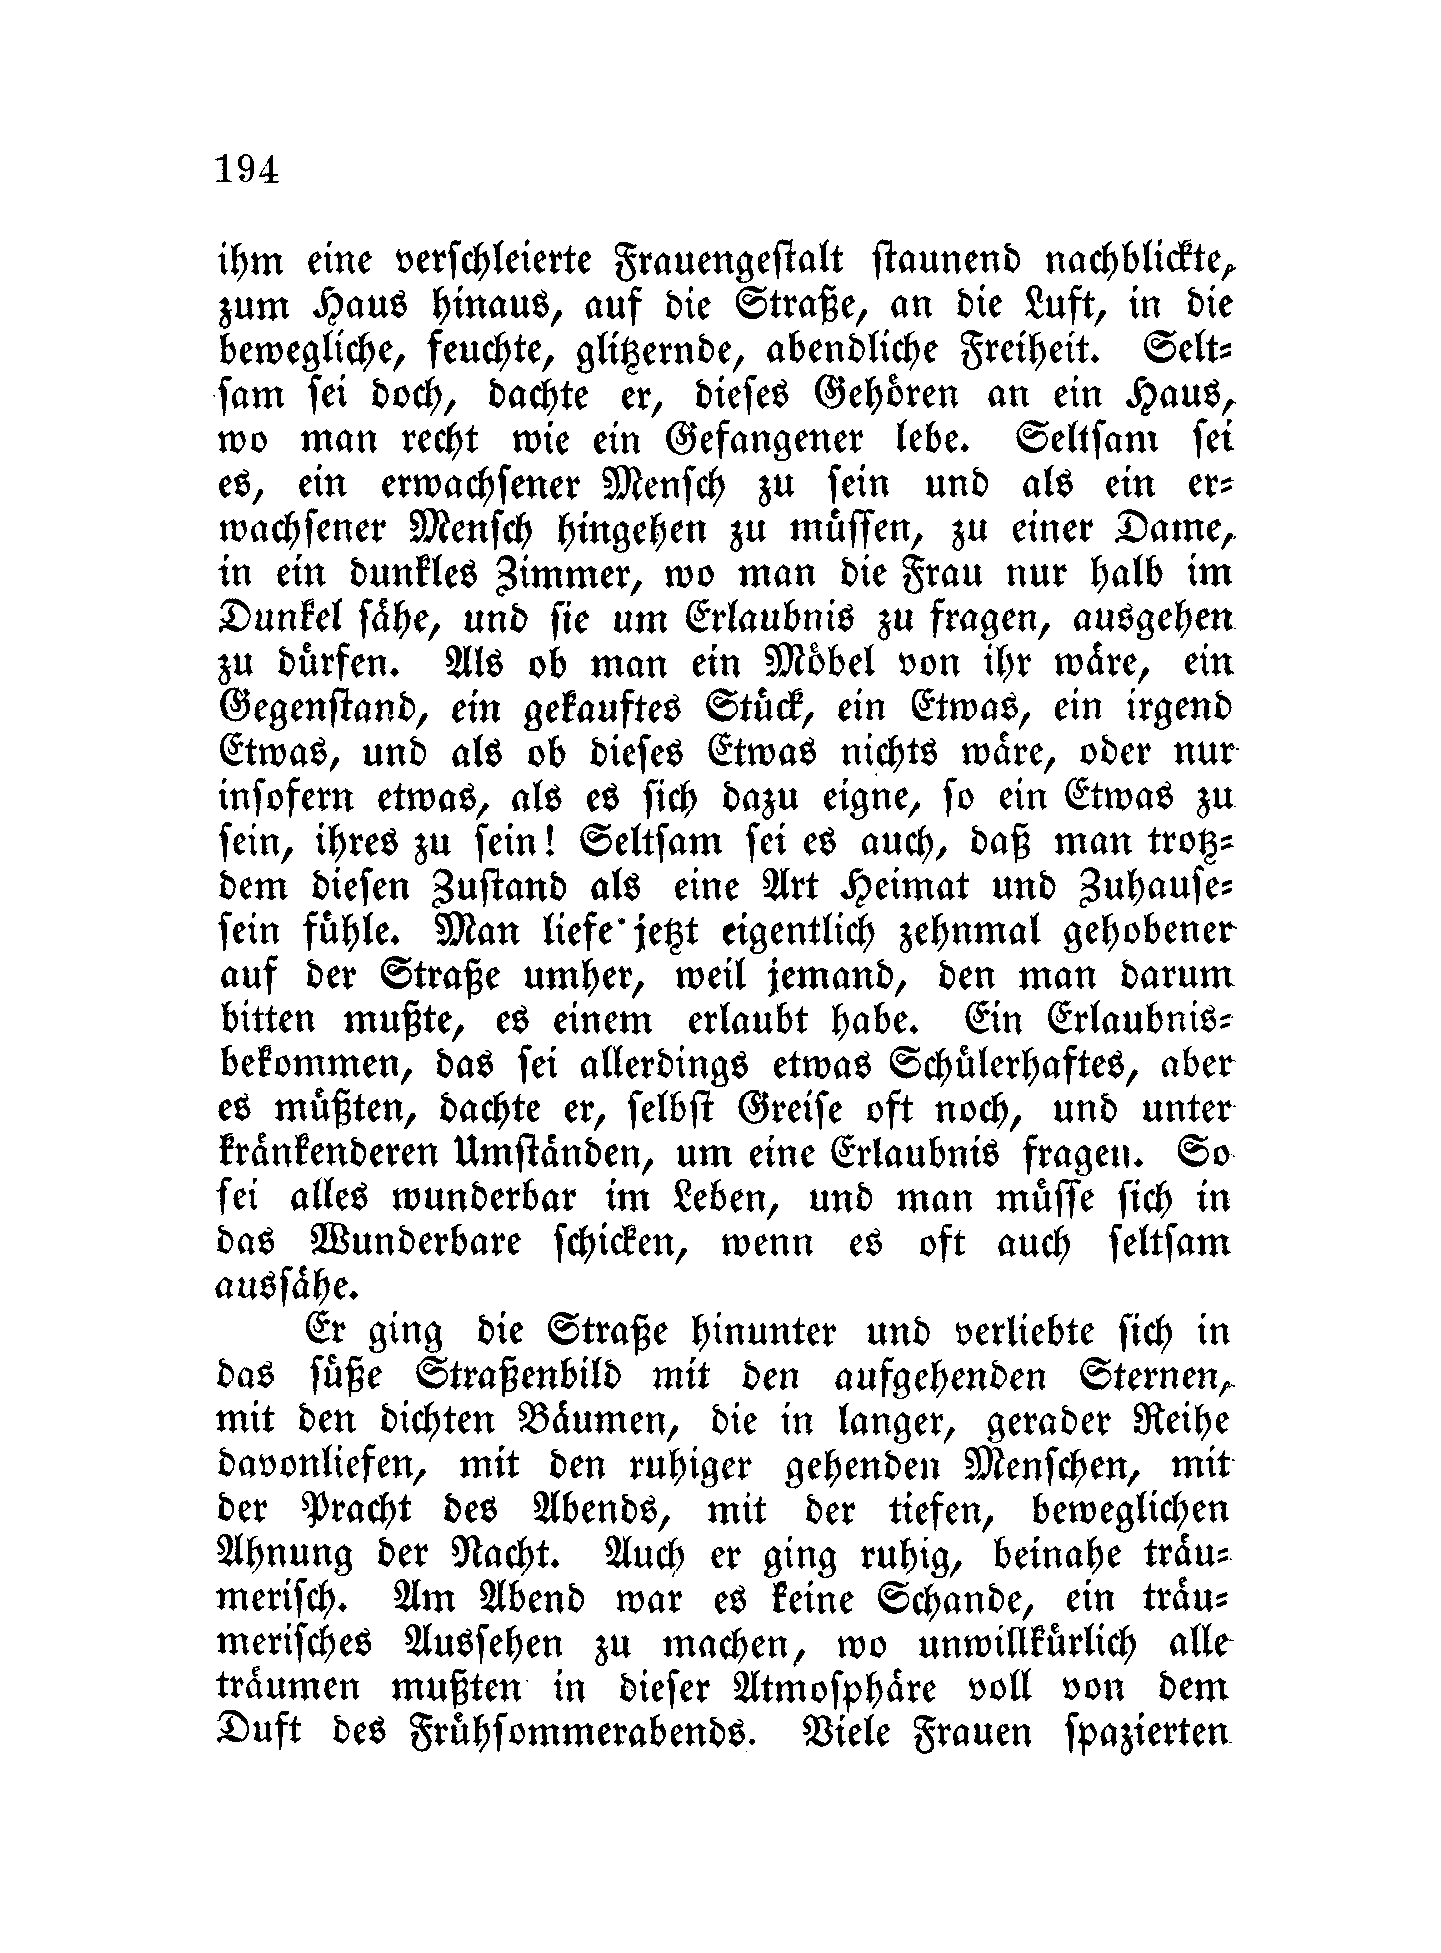 194
ihm eine verschleierte Frauengestalt staunend nachblickte,
zum Haus hinaus, auf die Straße, an die Luft, in die
bewegliche, feuchte, glitzernde, abendliche Freiheit. Selt-
sam sei doch, dachte er, dieses Gehören an ein Haus,
wo man recht wie ein Gefangener lebe. Seltsam sei
es, ein erwachsener Mensch zu sein und als ein er-
wachsener Mensch hingehen zu müssen, zu einer Dame,
in ein dunkles Zimmer, wo man die Frau nur halb im
Dunkel sähe, und sie um Erlaubnis zu fragen, ausgehen
zu dürfen. Als ob man ein Möbel von ihr wäre, ein
Gegenstand, ein gekauftes Stück, ein Etwas, ein irgend
Etwas, und als ob dieses Etwas nichts wäre, oder nur
insofern etwas, als es sich dazu eigne, so ein Etwas zu
sein, ihres zu sein! Seltsam sei es auch, daß man trotz-
dem diesen Zustand als eine Art Heimat und Zuhause-
sein fühle. Man liefe jetzt eigentlich zehnmal gehobener
auf der Straße umher, weil jemand, den man darum
bitten mußte, es einem erlaubt habe. Ein Erlaubnis-
bekommen, das sei allerdings etwas Schülerhaftes, aber
es müßten, dachte er, selbst Greise oft noch, und unter
kränkenderen Umständen, um eine Erlaubnis fragen. So
sei alles wunderbar im Leben, und man müsse sich in
das Wunderbare schicken, wenn es oft auch seltsam
aussähe.
Er ging die Straße hinunter und verliebte sich in
das süße Straßenbild mit den aufgehenden Sternen,
mit den dichten Bäumen, die in langer, gerader Reihe
davonliefen, mit den ruhiger gehenden Menschen, mit
der Pracht des Abends, mit der tiefen, beweglichen
Ahnung der Nacht. Auch er ging ruhig, beinahe träu-
merisch. Am Abend war es keine Schande, ein träu-
merisches Aussehen zu machen, wo unwillkürlich alle
träumen mußten in dieser Atmosphäre voll von dem
Duft des Frühsommerabends. Viele Frauen spazierten